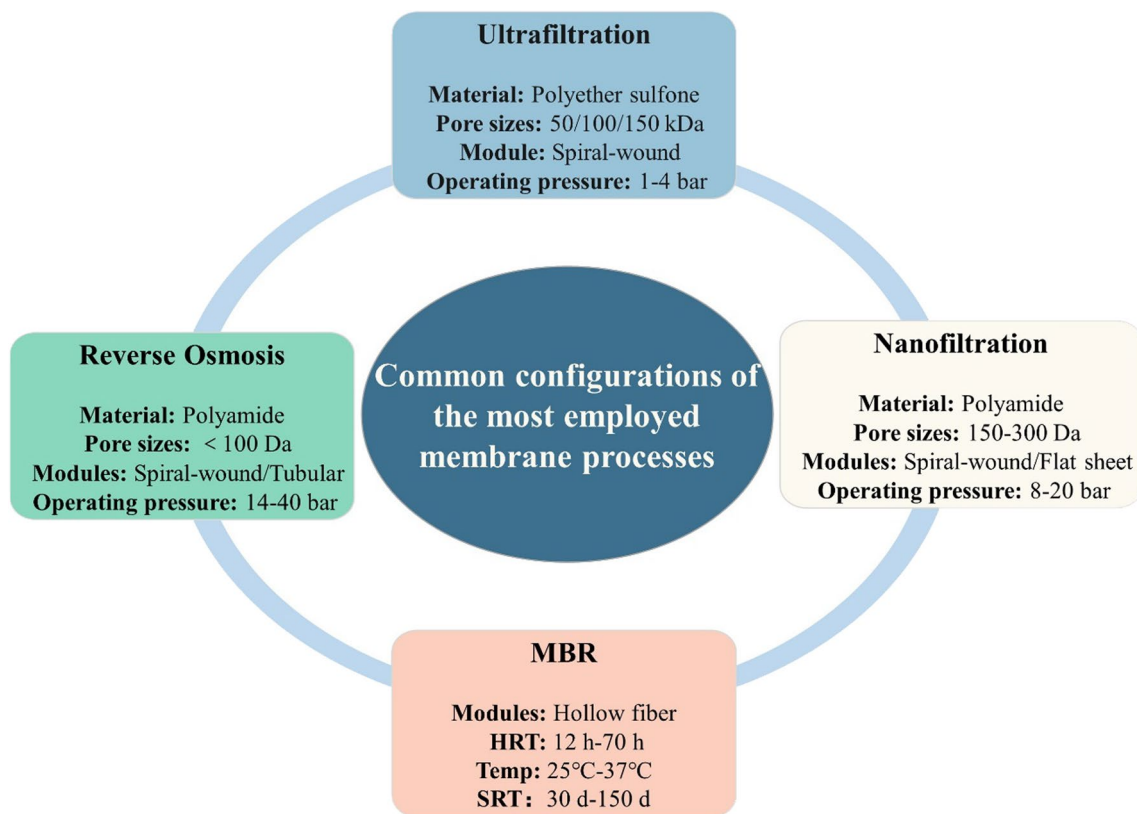 Ultrafiltration
Material: Polyether sulfone
Pore sizes: 50/100/150 kDa
Module: Spiral-wound
Operating pressure: 1-4 bar
Reverse Osmosis
Material: Polyamide
Pore sizes: < 100 Da
Modules: Spiral-wound/Tubular
Operating pressure: 14-40 bar
Common configurations of
the most employed
membrane processes
Nanofiltration
Material: Polyamide
Pore sizes: 150-300 Da
Modules: Spiral-wound/Flat sheet
Operating pressure: 8-20 bar
MBR
Modules: Hollow fiber
HRT: 12 h-70 h
Temp: 25℃-37℃
SRT：30 d-150 d